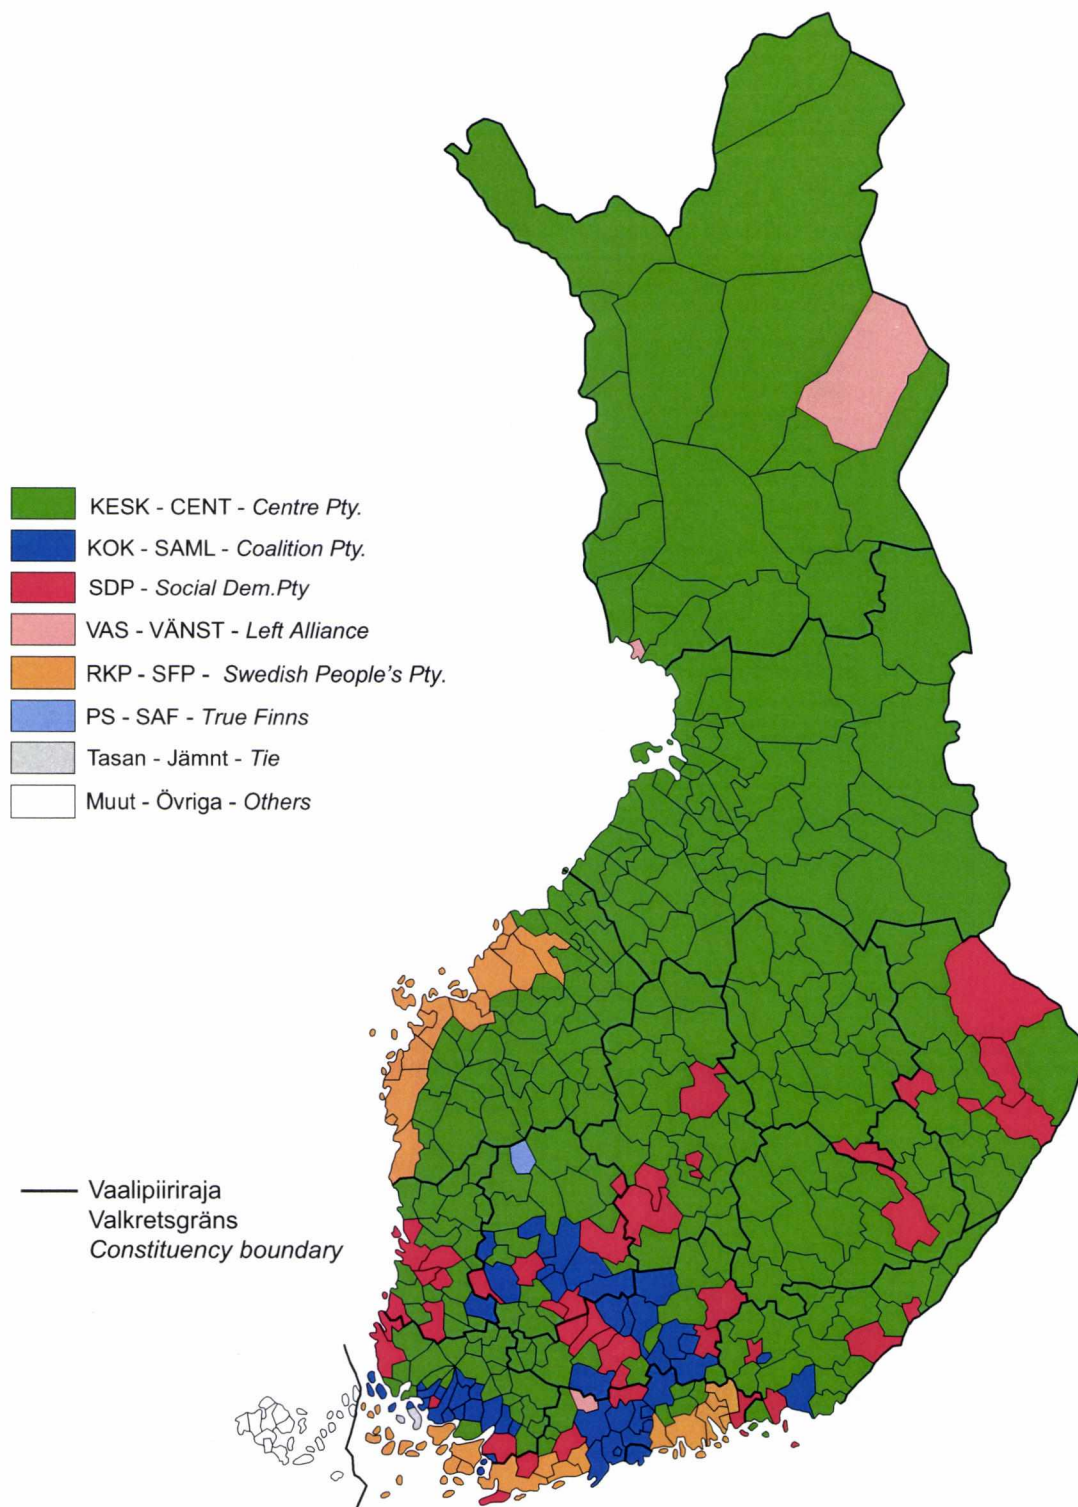 KESK - CENT - Centre Pty.
KOK - SAML - Coalition Pty.
SDP - Social Dem.Pty
VAS - VÄNST - Left Alliance
RKP - SFP - Swedish People's Pty.
PS - SAF - True Finns
Tasan - Jämnt - Tie
Muut - Övriga - Others
Vaalipiiriraja
Valkretsgräns
Constituency boundary